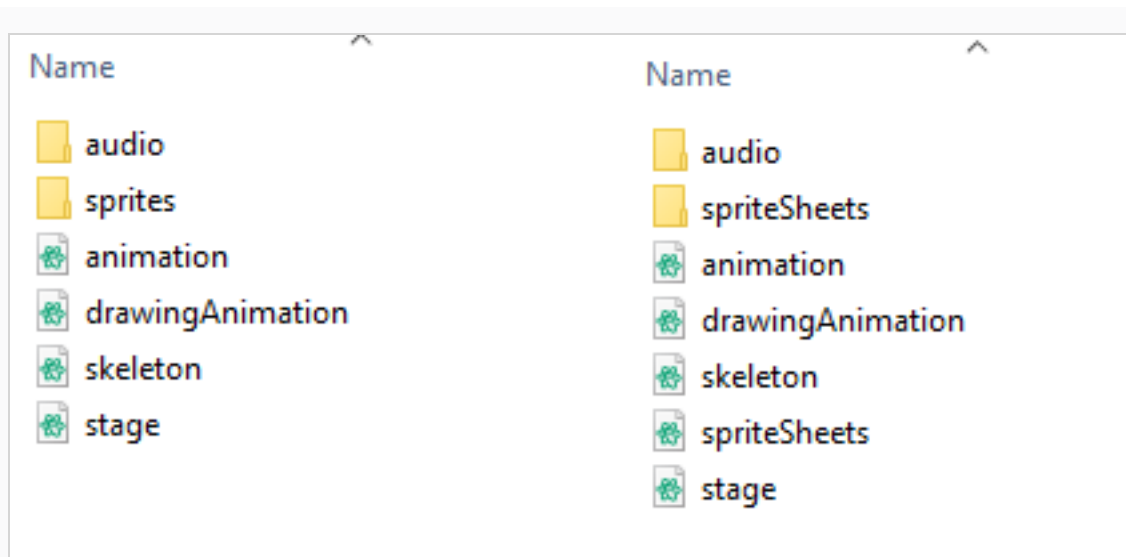 Name
audio
sprites
animation
drawingAnimation
skeleton
stage
Name
audio
spriteSheets
animation
drawingAnimation
skeleton
spriteSheets
stage